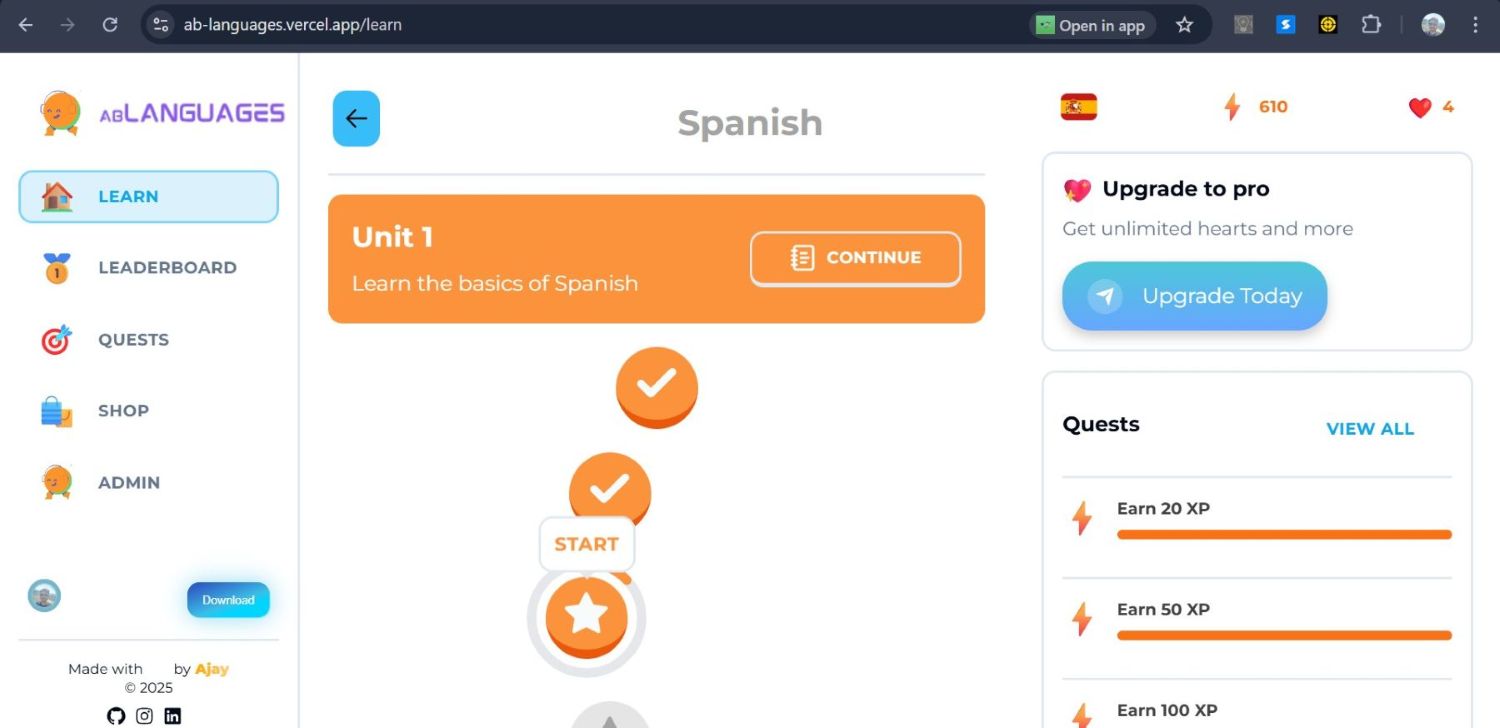 ab-languages.vercel.app/learn
Open in app
abLANGUAGES
LEARN
LEADERBOARD
QUESTS
SHOP
ADMIN
Download
Made with by Ajay
© 2025
Spanish
Unit 1
Learn the basics of Spanish
CONTINUE
START
610
4
Upgrade to pro
Get unlimited hearts and more
Upgrade Today
Quests
VIEW ALL
Earn 20 XP
Earn 50 XP
Earn 100 XP